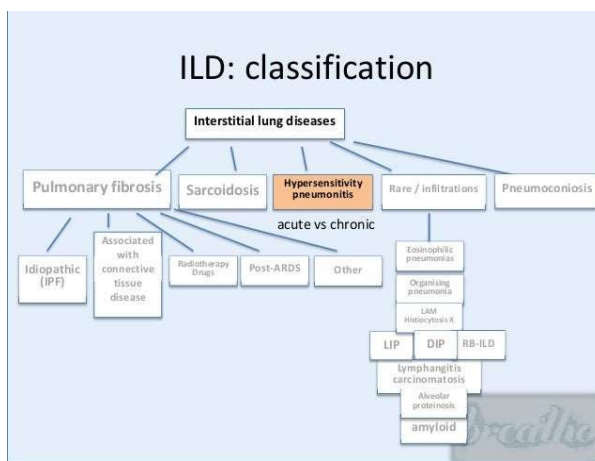 ILD: classification
Interstitial lung diseases
Pulmonary fibrosis
Sarcoidosis
Hypersensitivity
pneumonitis
Rare / infiltrations
Pneumoconiosis
acute vs chronic
Idiopathic
(IPF)
Associated
with
connective
tissue
disease
Radiotherapy
Drugs
Post-ARDS
Other
Eosinophilic
pneumonias
Organising
pneumonia
LAM
Histiocytosis X
LIP
DIP
RB-ILD
Lymphangitis
carcinomatosis
Alveolar
proteinosis
amyloid